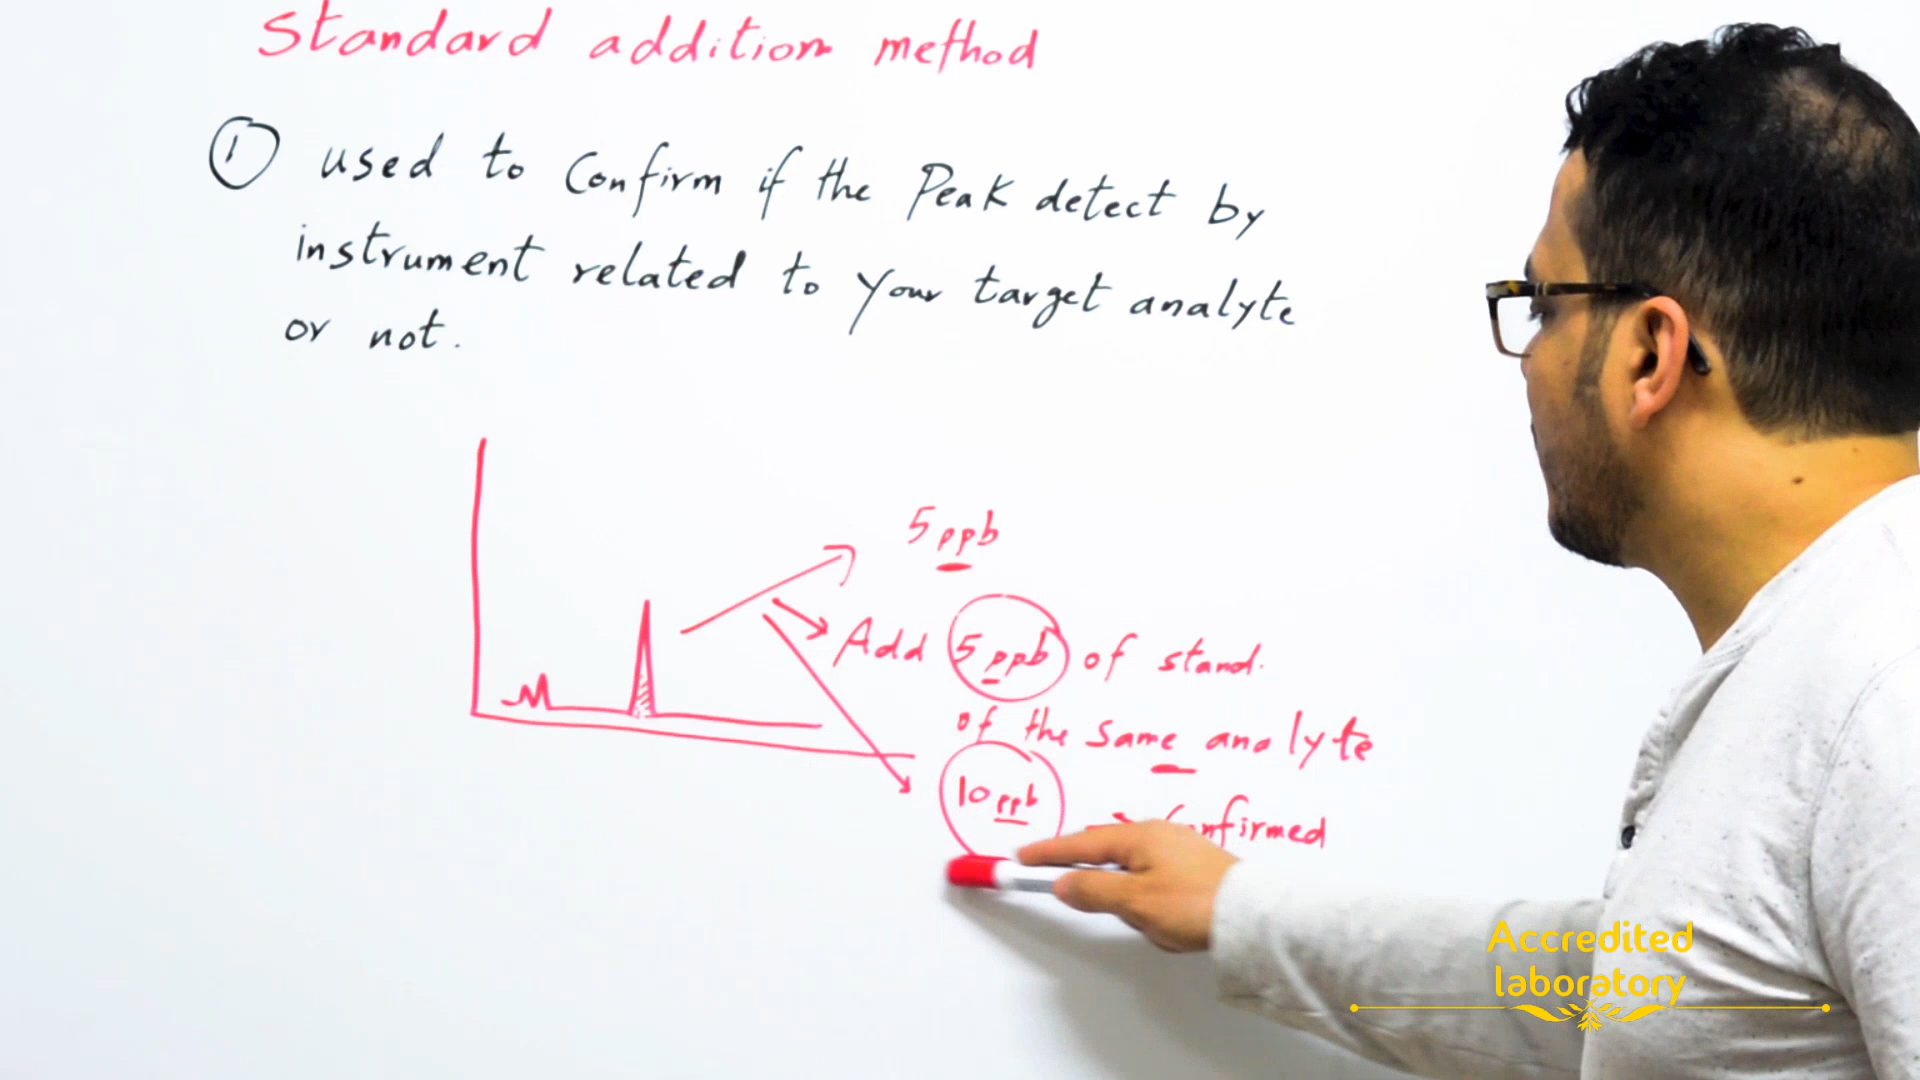 Standard addition method
① used to Confirm if the Peak detect by
instrument related to your target analyte
or not.
5 ppb
Add 5 ppb of stand.
of the same analyte
10 ppb → Confirmed
Accredited
laboratory